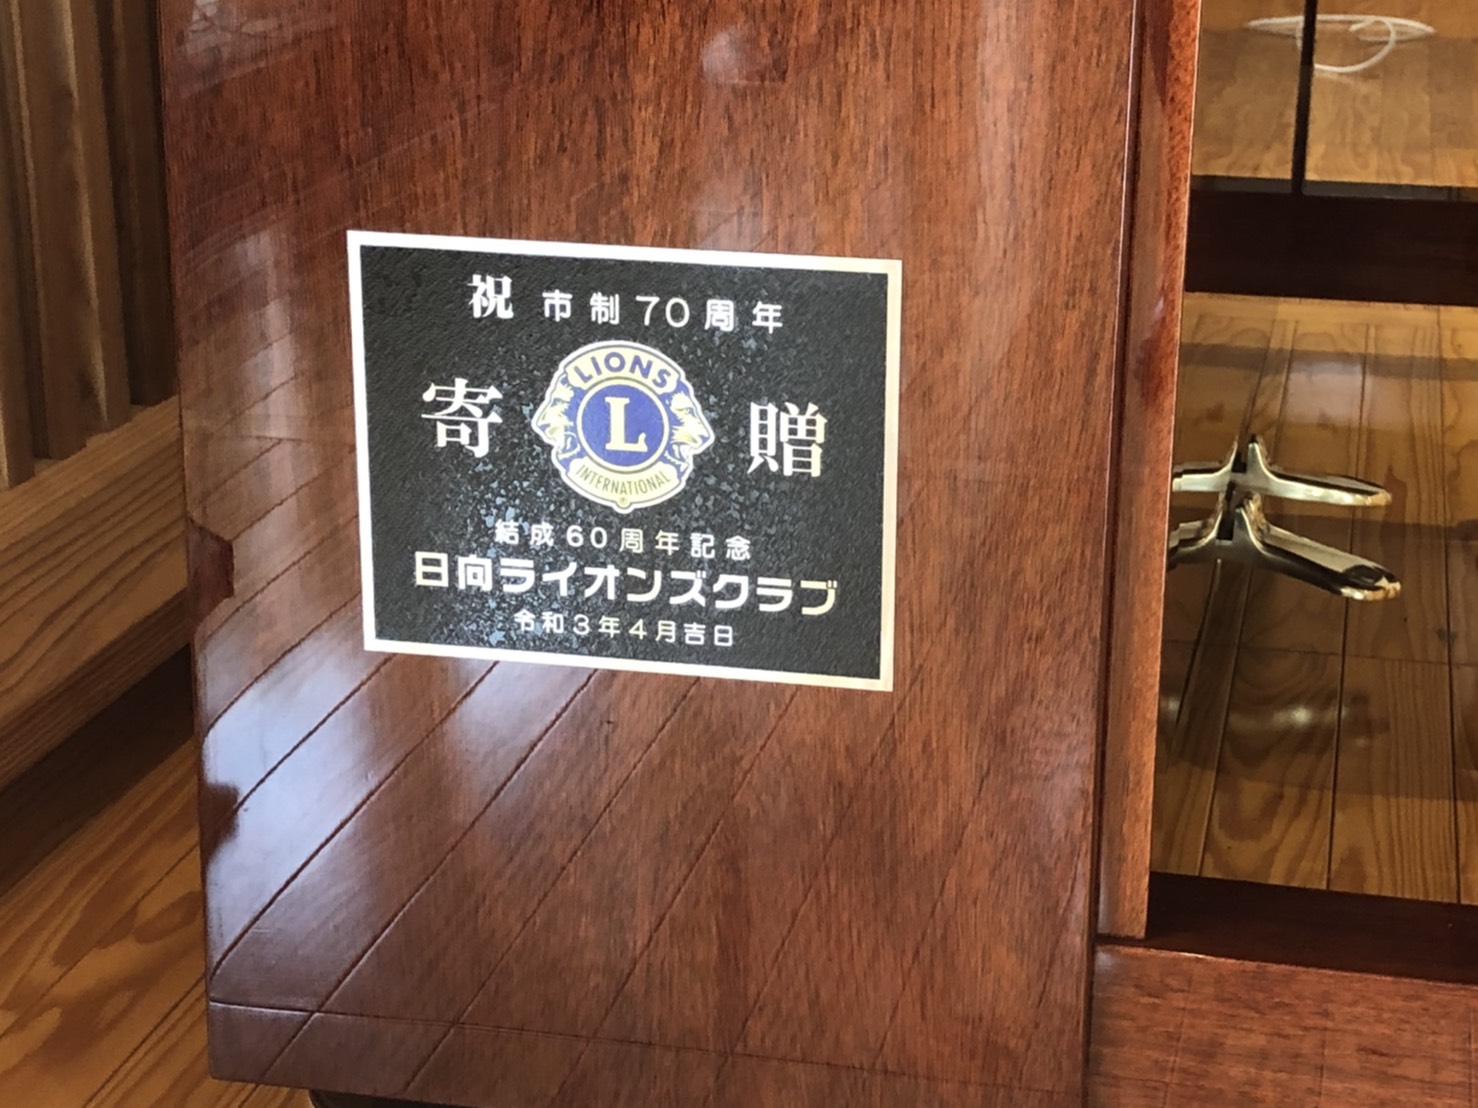 祝 市制70周年
寄 贈
LIONS
L
INTERNATIONAL
結成60周年記念
日向ライオンズクラブ
令和3年4月吉日